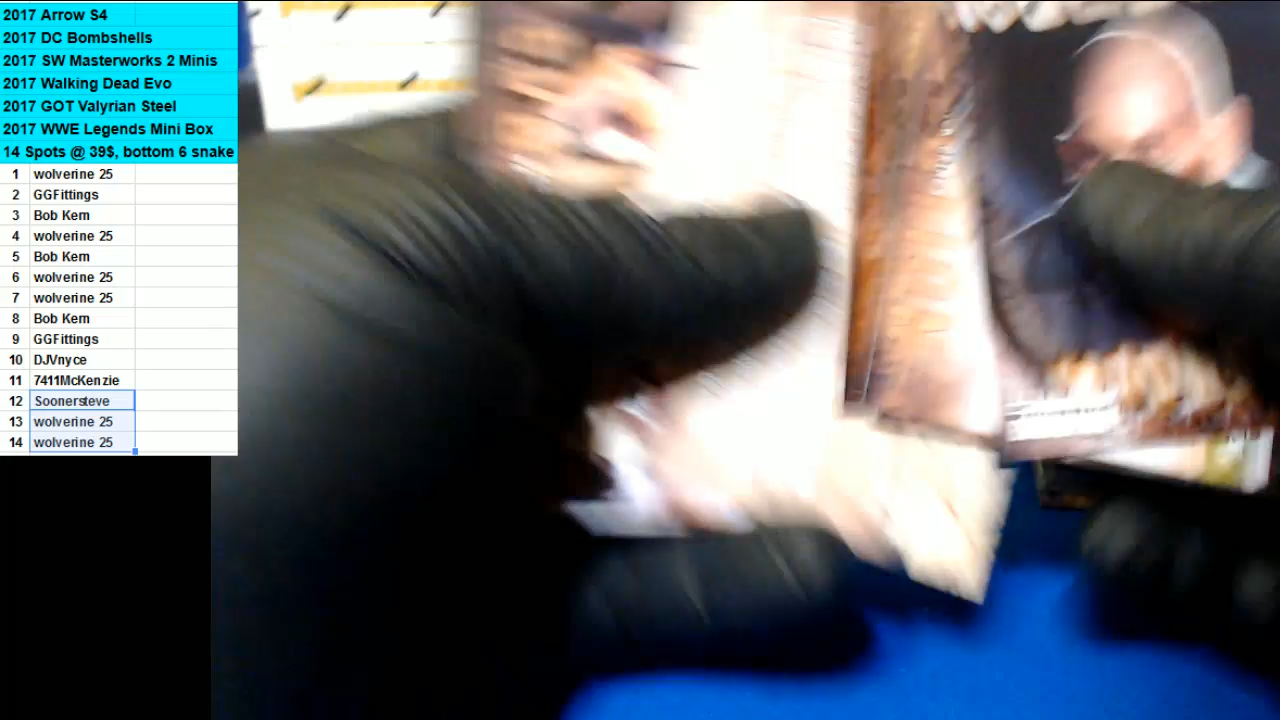 2017 Arrow S4
2017 DC Bombshells
2017 SW Masterworks 2 Minis
2017 Walking Dead Evo
2017 GOT Valyrian Steel
2017 WWE Legends Mini Box
14 Spots @ 39$, bottom 6 snake
1 wolverine 25
2 GGFittings
3 Bob Kern
4 wolverine 25
5 Bob Kern
6 wolverine 25
7 wolverine 25
8 Bob Kern
9 GGFittings
10 DJVnyce
11 7411McKenzie
12 Soonersteve
13 wolverine 25
14 wolverine 25